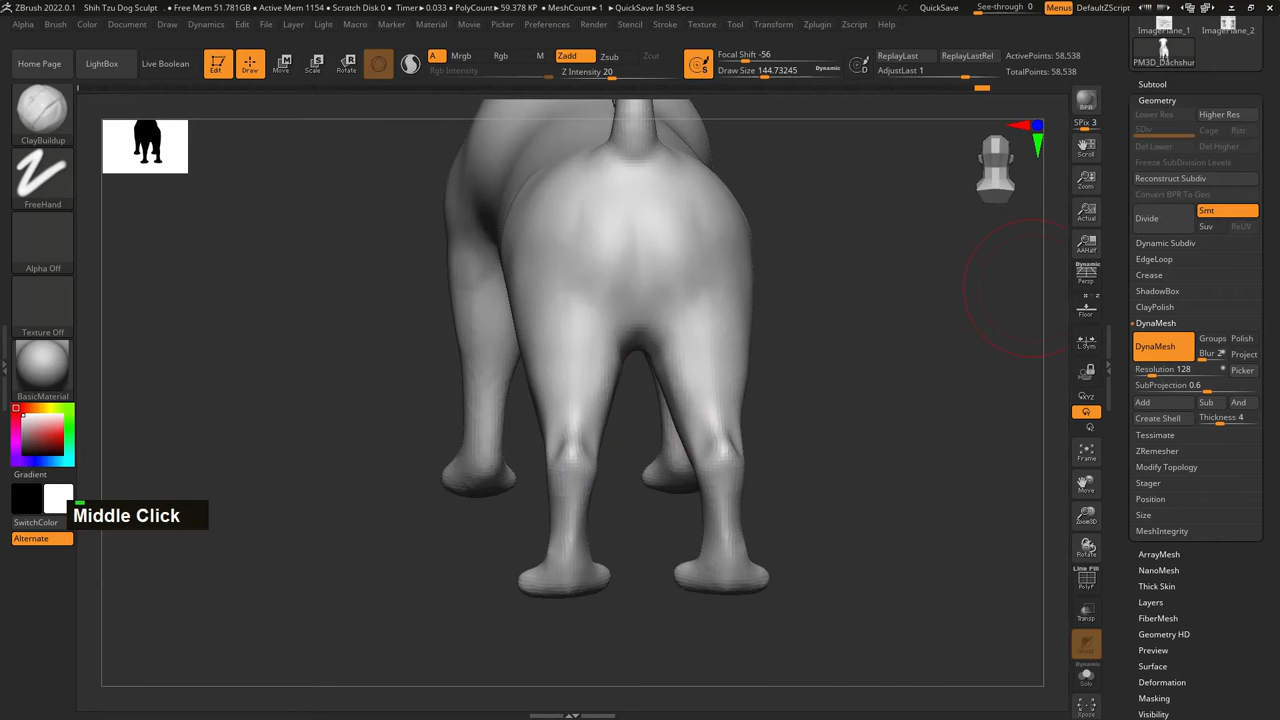 ZBrush 2022.0.1 Shih Tzu Dog Sculpt . • Free Mem 51.781GB • Active Mem 1154 • Scratch Disk 0 • Timer▸0.033 • PolyCount▸59.378 KP • MeshCount▸1 • QuickSave In 58 Secs AC QuickSave See-through 0 Menus DefaultZScript
Alpha Brush Color Document Draw Dynamics Edit File Layer Light Macro Marker Material Movie Picker Preferences Render Stencil Stroke Texture Tool Transform Zplugin Zscript Help
Home Page LightBox Live Boolean Edit Draw Move Scale Rotate
A Mrgb Rgb M Zadd Zsub Zcut
Rgb Intensity Z Intensity 20
Focal Shift -56
Draw Size 144.73245 Dynamic
ReplayLast ReplayLastRel
AdjustLast 1
ActivePoints: 58,538
TotalPoints: 58,538
ClayBuildup
FreeHand
Alpha Off
Texture Off
BasicMaterial
Gradient
SwitchColor
Alternate
Middle Click
BPR
SPix 3
Scroll
Zoom
Actual
AAHalf
Dynamic
Persp
Floor
L.Sym
Frame
Move
Zoom3D
Rotate
Line Fill
PolyF
Transp
Dynamic
Solo
Xpose
ImagePlane_1 ImagePlane_2
PM3D_Dachshur
Subtool
Geometry
Lower Res Higher Res
SDiv Cage Rstr
Del Lower Del Higher
Freeze SubDivision Levels
Reconstruct Subdiv
Convert BPR To Geo
Divide Smt
Suv ReUV
Dynamic Subdiv
EdgeLoop
Crease
ShadowBox
ClayPolish
DynaMesh
DynaMesh Groups Polish
Blur 2 Project
Resolution 128 Picker
SubProjection 0.6
Add Sub And
Create Shell Thickness 4
Tessimate
ZRemesher
Modify Topology
Stager
Position
Size
MeshIntegrity
ArrayMesh
NanoMesh
Thick Skin
Layers
FiberMesh
Geometry HD
Preview
Surface
Deformation
Masking
Visibility